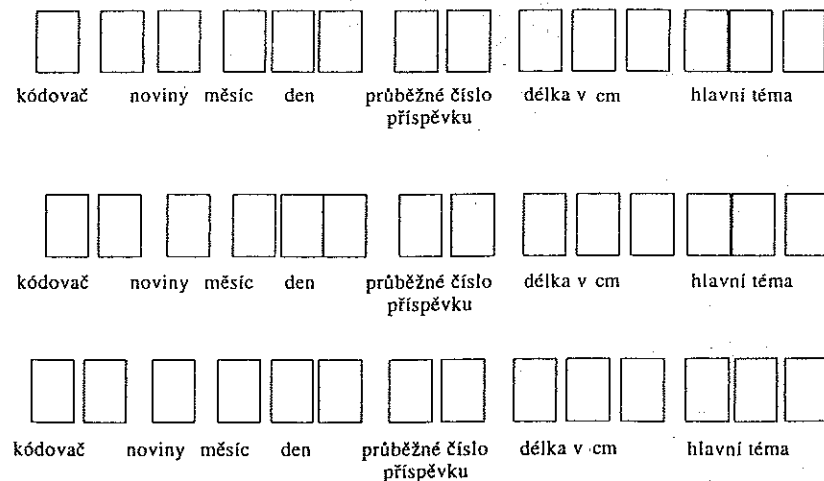 kódovač noviny měsíc den průběžné číslo délka v cm hlavní téma
příspěvku
kódovač noviny měsíc den průběžné číslo délka v cm hlavní téma
příspěvku
kódovač noviny měsíc den průběžné číslo délka v cm hlavní téma
příspěvku